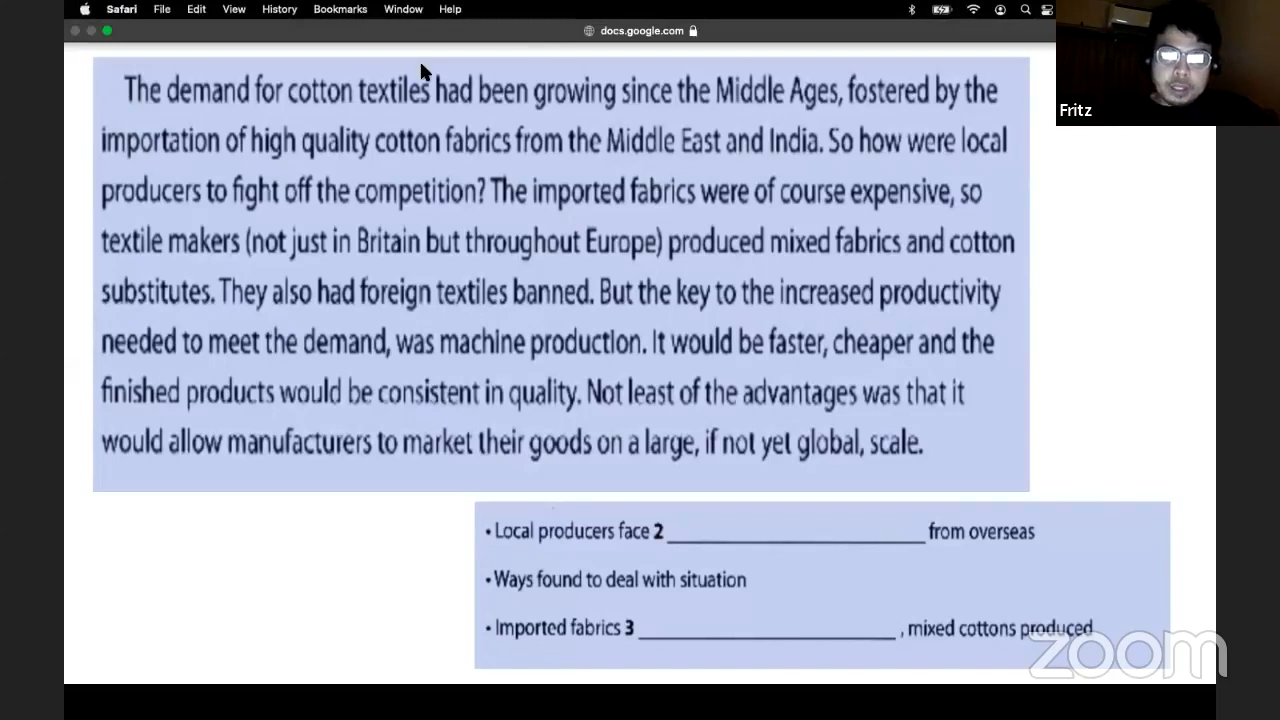 Safari File Edit View History Bookmarks Window Help
docs.google.com
Fritz
The demand for cotton textiles had been growing since the Middle Ages, fostered by the
importation of high quality cotton fabrics from the Middle East and India. So how were local
producers to fight off the competition? The imported fabrics were of course expensive, so
textile makers (not just in Britain but throughout Europe) produced mixed fabrics and cotton
substitutes. They also had foreign textiles banned. But the key to the increased productivity
needed to meet the demand, was machine production. It would be faster, cheaper and the
finished products would be consistent in quality. Not least of the advantages was that it
would allow manufacturers to market their goods on a large, if not yet global, scale.
• Local producers face 2 ______________________ from overseas
• Ways found to deal with situation
• Imported fabrics 3 ______________________ , mixed cottons produced
zoom